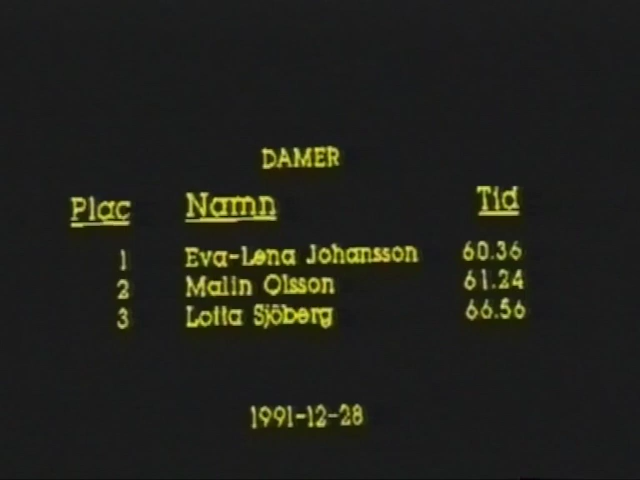 DAMER
Plac Namn Tid
1 Eva-Lena Johansson 60.36
2 Malin Olsson 61.24
3 Lotta Sjöberg 66.56
1991-12-28